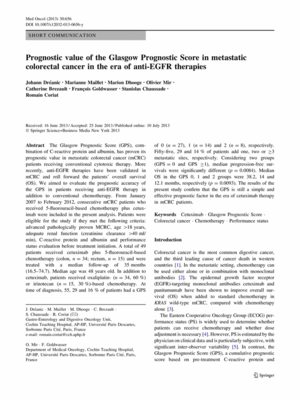 Med Oncol (2013) 30:656
DOI 10.1007/s12032-013-0656-y
SHORT COMMUNICATION
Prognostic value of the Glasgow Prognostic Score in metastatic
colorectal cancer in the era of anti-EGFR therapies
Johann Dréanic • Marion Maillet • Marion Dhooge • Olivier Mir •
Catherine Brezault • François Goldwasser • Stanislas Chaussade •
Romain Coriat
Received: 16 June 2013 / Accepted: 25 June 2013 / Published online: 10 July 2013
© Springer Science+Business Media New York 2013
Abstract The Glasgow Prognostic Score (GPS), com-
bination of C-reactive protein and albumin, has proven its
prognostic value in metastatic colorectal cancer (mCRC)
patients receiving conventional cytotoxic therapy. More
recently, anti-EGFR therapies have been validated in
mCRC and will forward the patients' overall survival
(OS). We aimed to evaluate the prognostic accuracy of
the GPS in patients receiving anti-EGFR therapy in
addition to conventional chemotherapy. From January
2007 to February 2012, consecutive mCRC patients who
received 5-fluorouracil-based chemotherapy plus cetux-
imab were included in the present analysis. Patients were
eligible for the study if they met the following criteria:
advanced pathologically proven MCRC, age >18 years,
adequate renal function (creatinine clearance >40 ml/
min), C-reactive protein and albumin and performance
status evaluation before treatment initiation. A total of 49
patients received cetuximab plus 5-fluorouracil-based
chemotherapy (colon, n = 34; rectum, n = 15) and were
treated with a median follow-up of 35 months
(16.5–74.7). Median age was 48 years old. In addition to
cetuximab, patients received oxaliplatin (n = 34, 60 %)
or irinotecan (n = 15, 30 %)-based chemotherapy. At
time of diagnosis, 55, 28 and 16 % of patients had a GPS
of 0 (n = 27), 1 (n = 14) and 2 (n = 8), respectively.
Fifty-five, 29 and 14 % of patients had one, two or ≥3
metastatic sites, respectively. Considering two groups
(GPS = 0 and GPS ≥1), median progression-free sur-
vivals were significantly different (p = 0.0084). Median
OS in the GPS 0, 1 and 2 groups were 38.2, 14 and
12.1 months, respectively (p = 0.0093). The results of the
present study confirm that the GPS is still a simple and
effective prognostic factor in the era of cetuximab therapy
in mCRC patients.
Keywords Cetuximab • Glasgow Prognostic Score •
Colorectal cancer • Chemotherapy • Performance status
Introduction
Colorectal cancer is the most common digestive cancer,
and the third leading cause of cancer death in western
countries [1]. In the metastatic setting, chemotherapy can
be used either alone or in combination with monoclonal
antibodies [2]. The epidermal growth factor receptor
(EGFR)-targeting monoclonal antibodies cetuximab and
panitumumab have been shown to improve overall sur-
vival (OS) when added to standard chemotherapy in
KRAS wild-type mCRC, compared with chemotherapy
alone [3].
The Eastern Cooperative Oncology Group (ECOG) per-
formance status (PS) is widely used to determine whether
patients can receive chemotherapy and whether dose
adjustment is necessary [4]. However, PS is estimated by the
physician on clinical data and is particularly subjective, with
significant inter-observer variability [5]. In contrast, the
Glasgow Prognostic Score (GPS), a cumulative prognostic
score based on pre-treatment C-reactive protein and
J. Dréanic • M. Maillet • M. Dhooge • C. Brezault •
S. Chaussade • R. Coriat
Gastro-Enterology and Digestive Oncology Unit,
Cochin Teaching Hospital, AP-HP, Université Paris Descartes,
Sorbonne Paris Cité, Paris, France
O. Mir • F. Goldwasser
Department of Medical Oncology, Cochin Teaching Hospital,
AP-HP, Université Paris Descartes, Sorbonne Paris Cité, Paris,
France